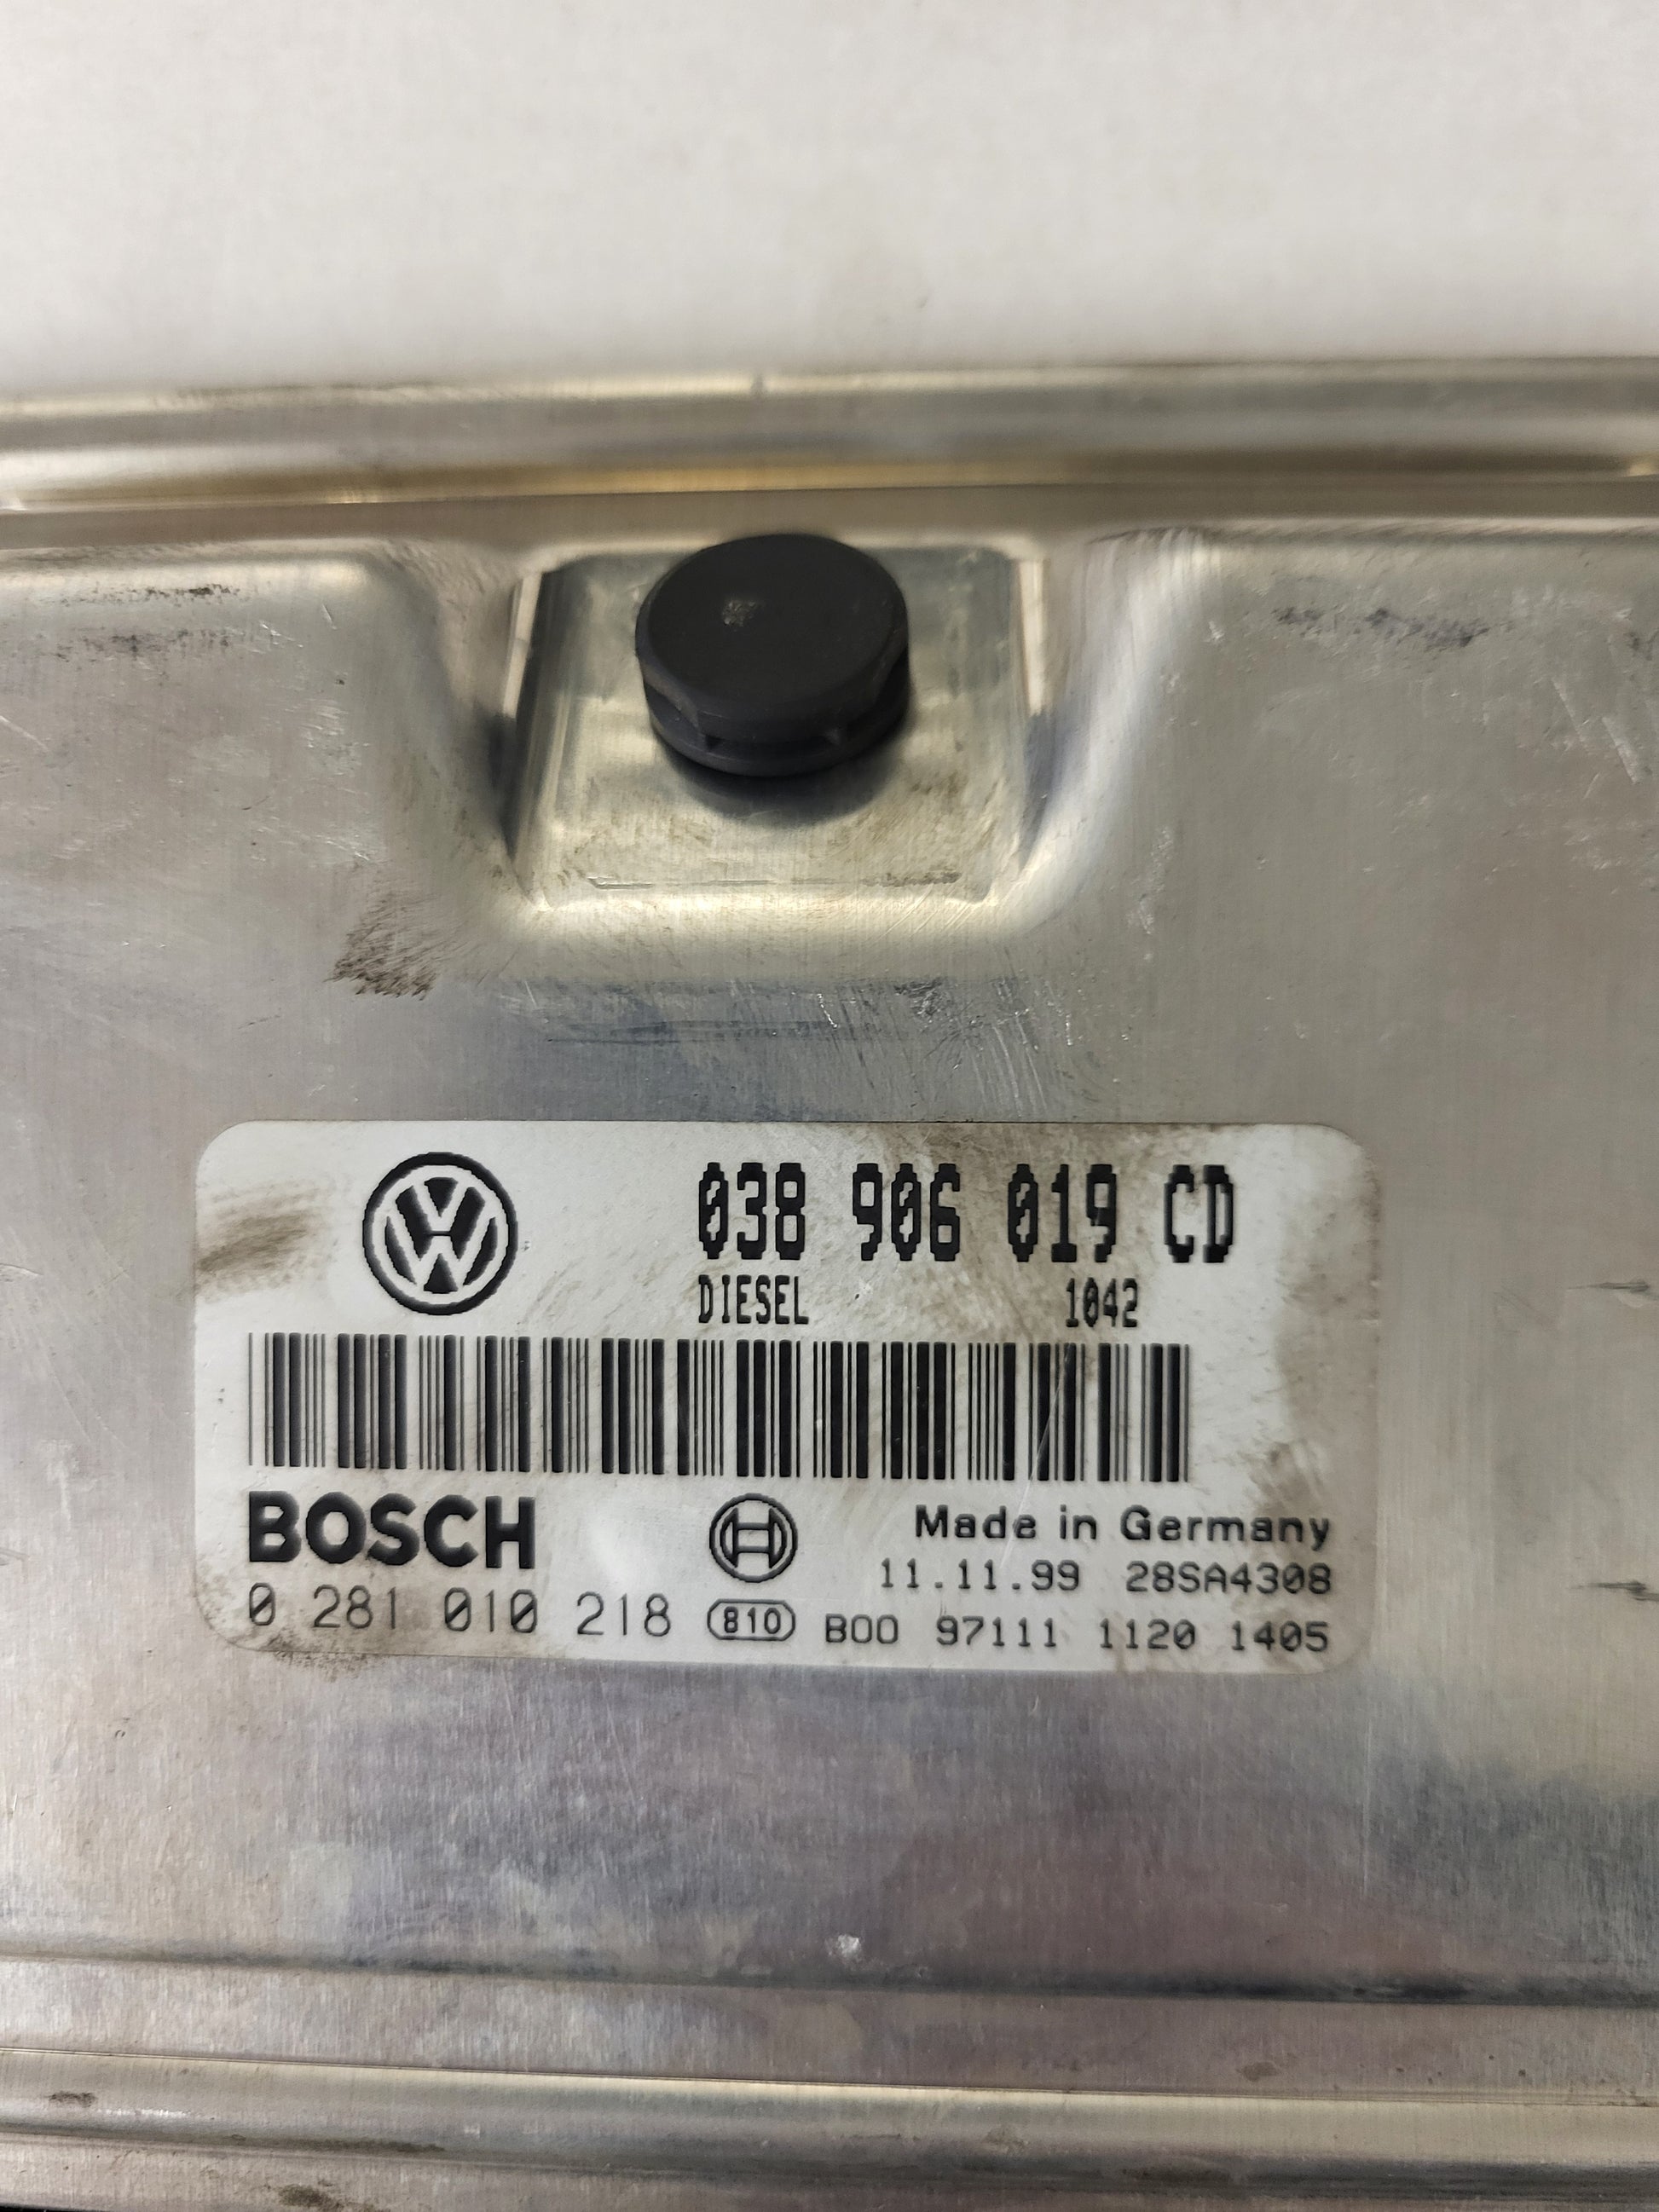 038 906 019 CD
DIESEL 1042
BOSCH
Made in Germany
11.11.99 28SA4308
0 281 010 218 810 B00 97111 1120 1405